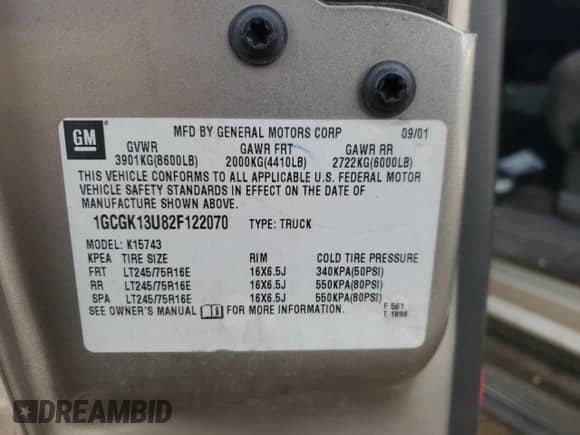 GM
MFD BY GENERAL MOTORS CORP 09/01
GVWR GAWR FRT GAWR RR
3901KG(8600LB) 2000KG(4410LB) 2722KG(6000LB)
THIS VEHICLE CONFORMS TO ALL APPLICABLE U.S. FEDERAL MOTOR
VEHICLE SAFETY STANDARDS IN EFFECT ON THE DATE OF
MANUFACTURE SHOWN ABOVE.
1GCGK13U82F122070 TYPE: TRUCK
MODEL: K15743
KPEA TIRE SIZE RIM COLD TIRE PRESSURE
FRT LT245/75R16E 16X6.5J 340KPA(50PSI)
RR LT245/75R16E 16X6.5J 550KPA(80PSI)
SPA LT245/75R16E 16X6.5J 550KPA(80PSI)
SEE OWNER'S MANUAL FOR MORE INFORMATION.
F 561
T 1898
DREAMBID